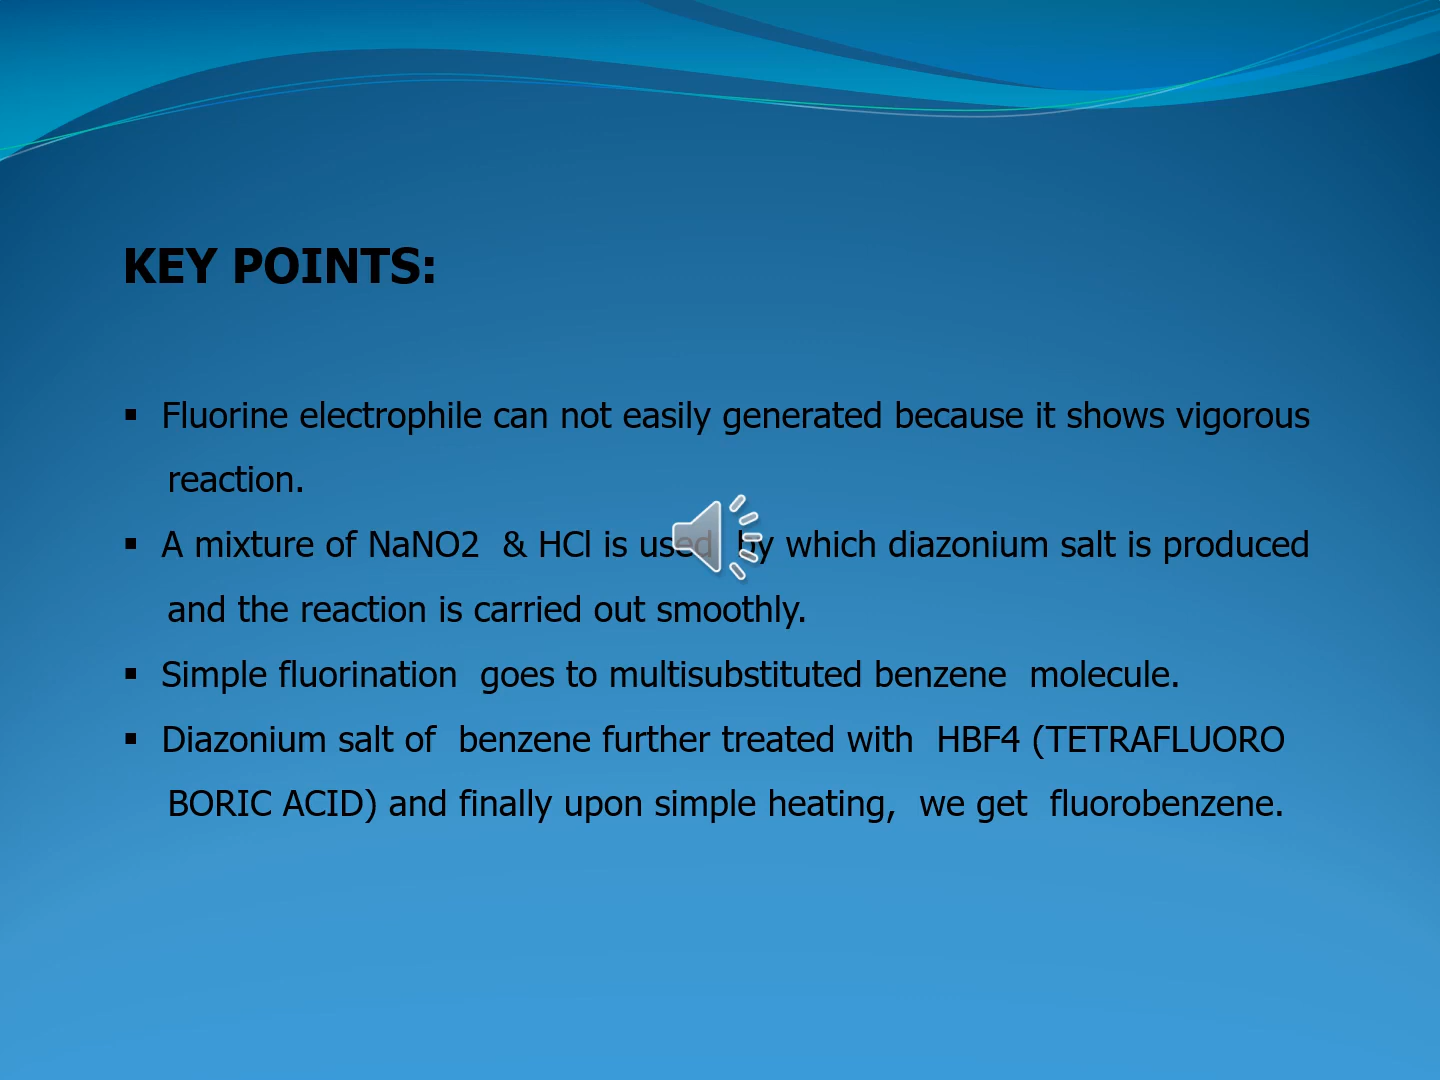 KEY POINTS:
▪ Fluorine electrophile can not easily generated because it shows vigorous
reaction.
▪ A mixture of NaNO2 & HCl is used by which diazonium salt is produced
and the reaction is carried out smoothly.
▪ Simple fluorination goes to multisubstituted benzene molecule.
▪ Diazonium salt of benzene further treated with HBF4 (TETRAFLUORO
BORIC ACID) and finally upon simple heating, we get fluorobenzene.